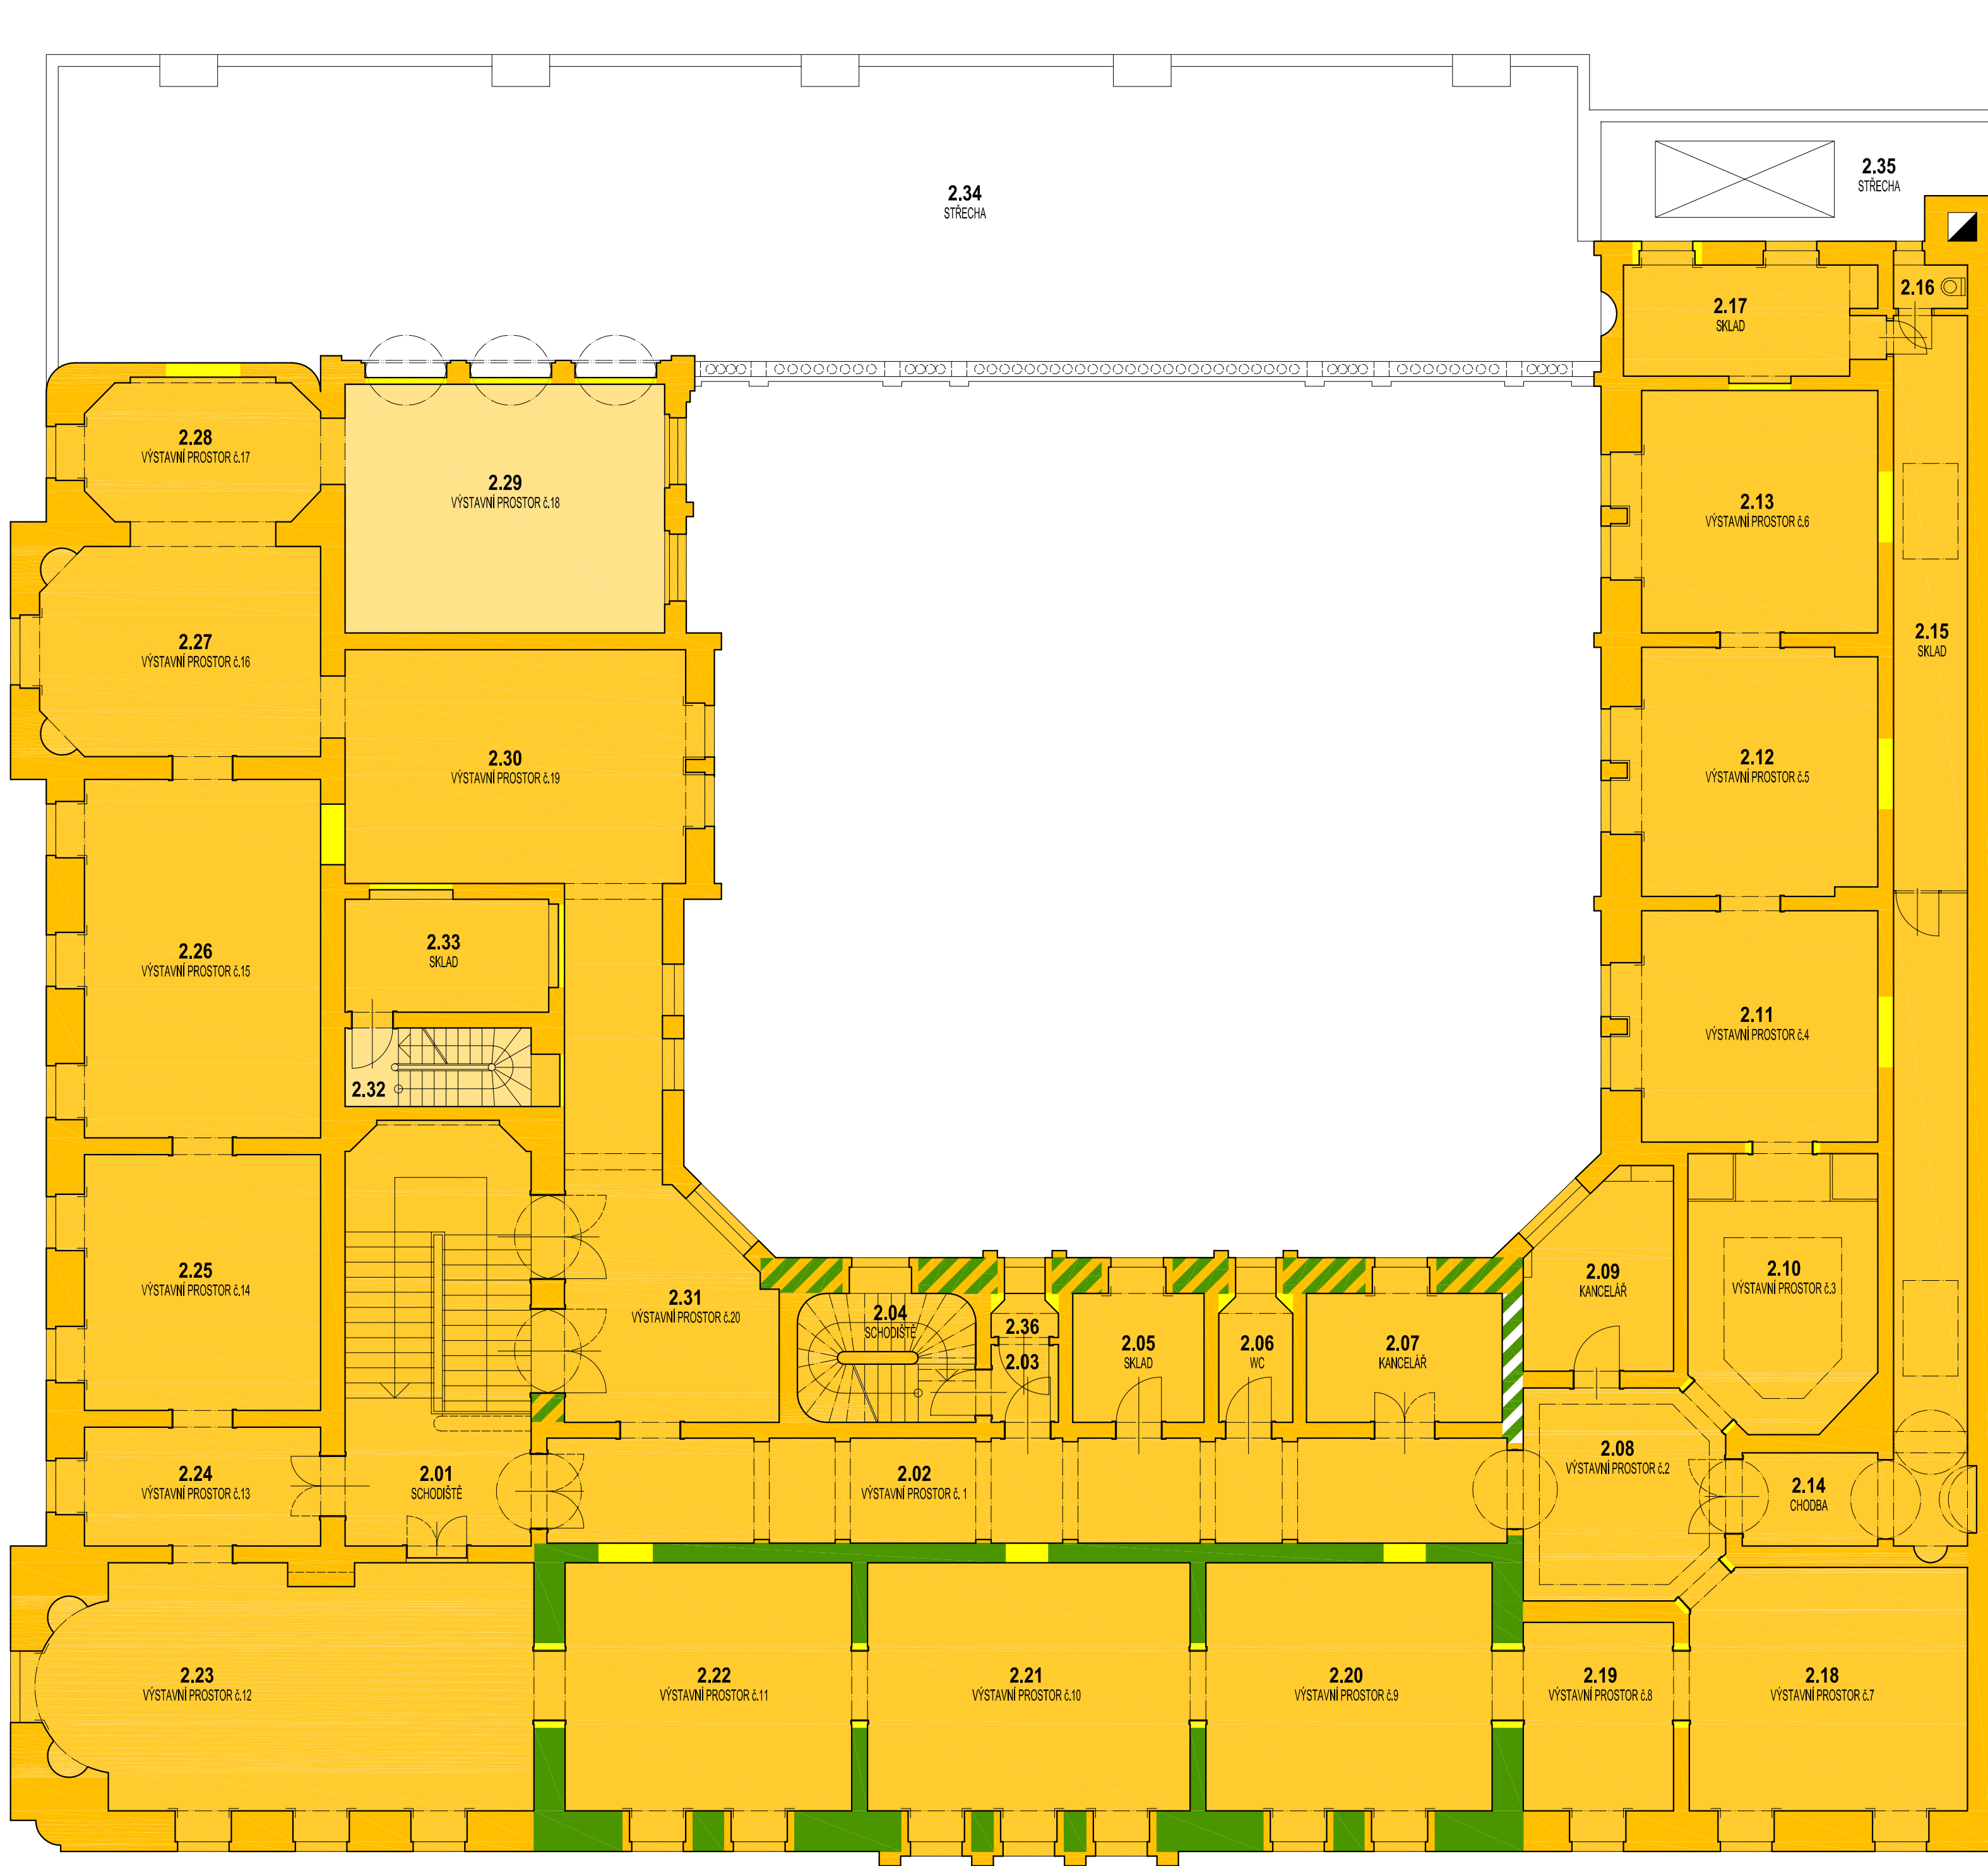 2.34
STŘECHA
2.35
STŘECHA
2.16
2.17
SKLAD
2.28
VÝSTAVNÍ PROSTOR č.17
2.29
VÝSTAVNÍ PROSTOR č.18
2.13
VÝSTAVNÍ PROSTOR č.6
2.27
VÝSTAVNÍ PROSTOR č.16
2.15
SKLAD
2.30
VÝSTAVNÍ PROSTOR č.19
2.12
VÝSTAVNÍ PROSTOR č.5
2.26
VÝSTAVNÍ PROSTOR č.15
2.33
SKLAD
2.11
VÝSTAVNÍ PROSTOR č.4
2.32
2.25
VÝSTAVNÍ PROSTOR č.14
2.31
VÝSTAVNÍ PROSTOR č.20
2.04
SCHODIŠTĚ
2.36
2.03
2.05
SKLAD
2.06
WC
2.07
KANCELÁŘ
2.09
KANCELÁŘ
2.10
VÝSTAVNÍ PROSTOR č.3
2.24
VÝSTAVNÍ PROSTOR č.13
2.01
SCHODIŠTĚ
2.02
VÝSTAVNÍ PROSTOR č. 1
2.08
VÝSTAVNÍ PROSTOR č.2
2.14
CHODBA
2.23
VÝSTAVNÍ PROSTOR č.12
2.22
VÝSTAVNÍ PROSTOR č.11
2.21
VÝSTAVNÍ PROSTOR č.10
2.20
VÝSTAVNÍ PROSTOR č.9
2.19
VÝSTAVNÍ PROSTOR č.8
2.18
VÝSTAVNÍ PROSTOR č.7